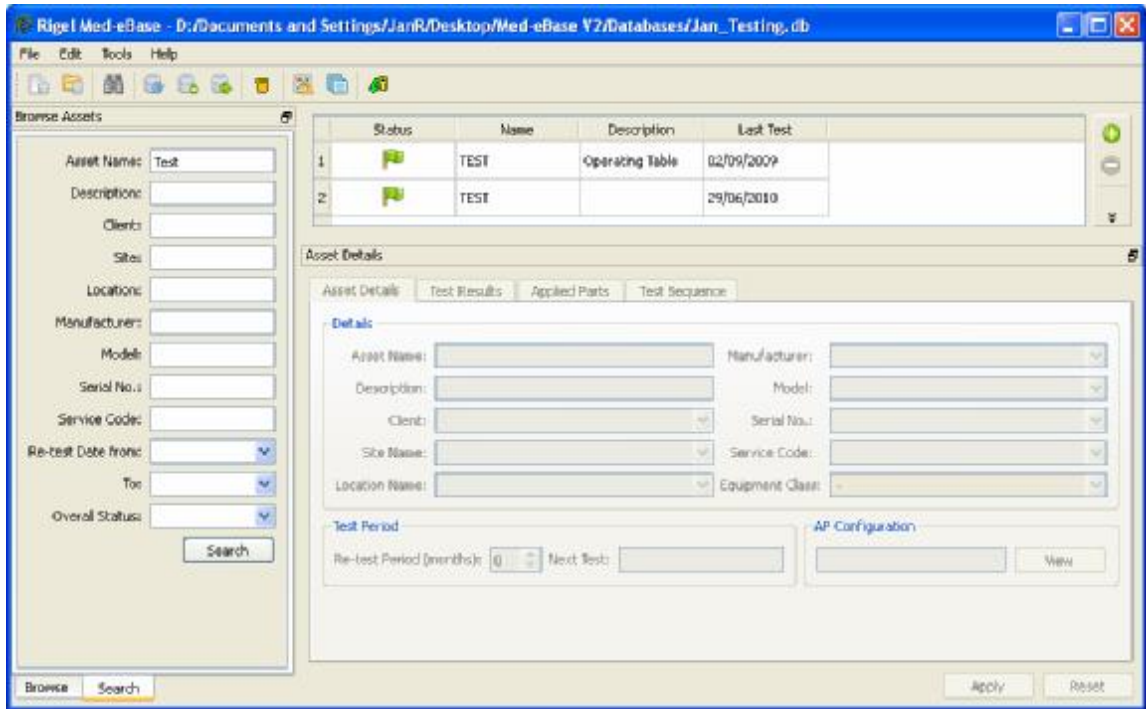 Rigel Med-eBase - D:/Documents and Settings/JanR/Desktop/Med-eBase V2/Databases/Jan_Testing.db
File Edit Tools Help
Browse Assets
Asset Name: Test
Description:
Client:
Site:
Location:
Manufacturer:
Model:
Serial No.:
Service Code:
Re-test Date from:
To:
Overall Status:
Search
Browse Search
Status Name Description Last Test
1 TEST Operating Table 02/09/2009
2 TEST 29/06/2010
Asset Details
Asset Details Test Results Applied Parts Test Sequence
Details
Asset Name: Manufacturer:
Description: Model:
Client: Serial No.:
Site Name: Service Code:
Location Name: Equipment Class: -
Test Period AP Configuration
Re-test Period (months): 0 Next Test: View
Apply Reset